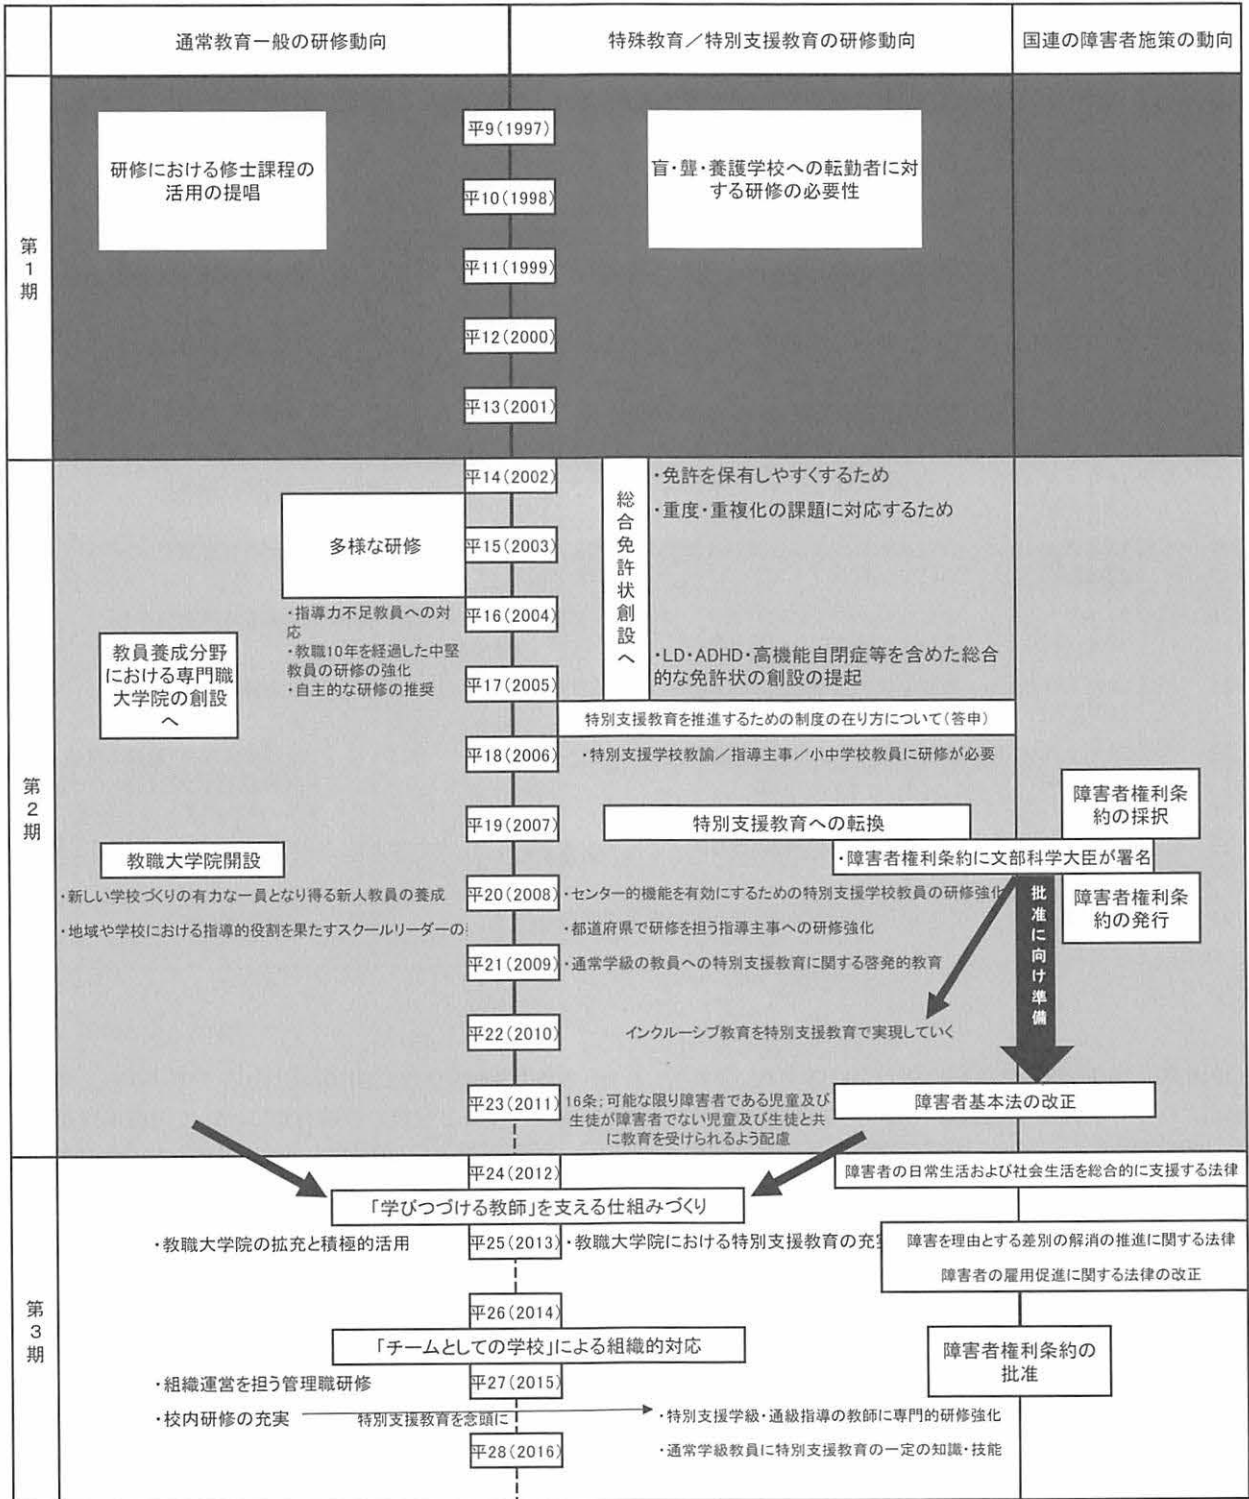 通常教育一般の研修動向
特殊教育／特別支援教育の研修動向
国連の障害者施策の動向
第1期
平9(1997)
研修における修士課程の
活用の提唱
盲・聾・養護学校への転勤者に対
する研修の必要性
平10(1998)
平11(1999)
平12(2000)
平13(2001)
第2期
平14(2002)
総合免許状創設へ
・免許を保有しやすくするため
・重度・重複化の課題に対応するため
多様な研修
平15(2003)
・指導力不足教員への対
応
・教職10年を経過した中堅
教員の研修の強化
・自主的な研修の推奨
平16(2004)
教員養成分野
における専門職
大学院の創設
へ
・LD・ADHD・高機能自閉症等を含めた総合
的な免許状の創設の提起
平17(2005)
特別支援教育を推進するための制度の在り方について(答申)
平18(2006)
・特別支援学校教諭／指導主事／小中学校教員に研修が必要
障害者権利条
約の採択
平19(2007)
特別支援教育への転換
教職大学院開設
・障害者権利条約に文部科学大臣が署名
・新しい学校づくりの有力な一員となり得る新人教員の養成
平20(2008)
・センター的機能を有効にするための特別支援学校教員の研修強化
批准に向け準備
障害者権利条
約の発行
・地域や学校における指導的役割を果たすスクールリーダーの
・都道府県で研修を担う指導主事への研修強化
平21(2009)
・通常学級の教員への特別支援教育に関する啓発的教育
平22(2010)
インクルーシブ教育を特別支援教育で実現していく
平23(2011)
16条;可能な限り障害者である児童及び
生徒が障害者でない児童及び生徒と共
に教育を受けられるよう配慮
障害者基本法の改正
第3期
平24(2012)
障害者の日常生活および社会生活を総合的に支援する法律
「学びつづける教師」を支える仕組みづくり
・教職大学院の拡充と積極的活用
平25(2013)
・教職大学院における特別支援教育の充
障害を理由とする差別の解消の推進に関する法律
障害者の雇用促進に関する法律の改正
平26(2014)
「チームとしての学校」による組織的対応
障害者権利条約の
批准
・組織運営を担う管理職研修
平27(2015)
・校内研修の充実
特別支援教育を念頭に
・特別支援学級・通級指導の教師に専門的研修強化
平28(2016)
・通常学級教員に特別支援教育の一定の知識・技能